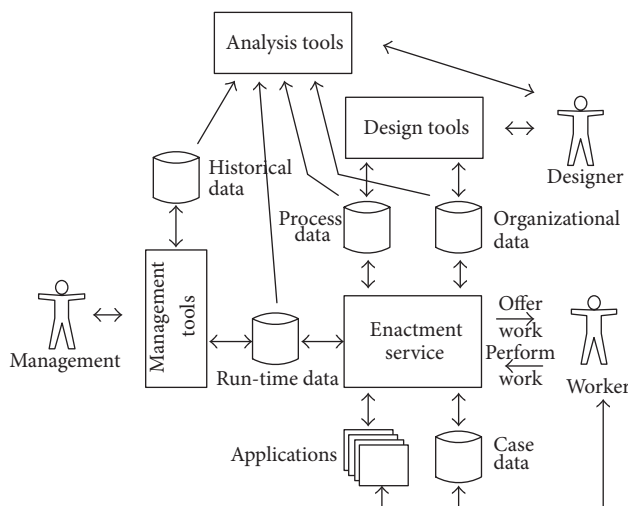 Analysis tools
Design tools
Designer
Historical
data
Process
data
Organizational
data
Management
Management
tools
Run-time data
Enactment
service
Offer
work
Perform
work
Worker
Applications
Case
data